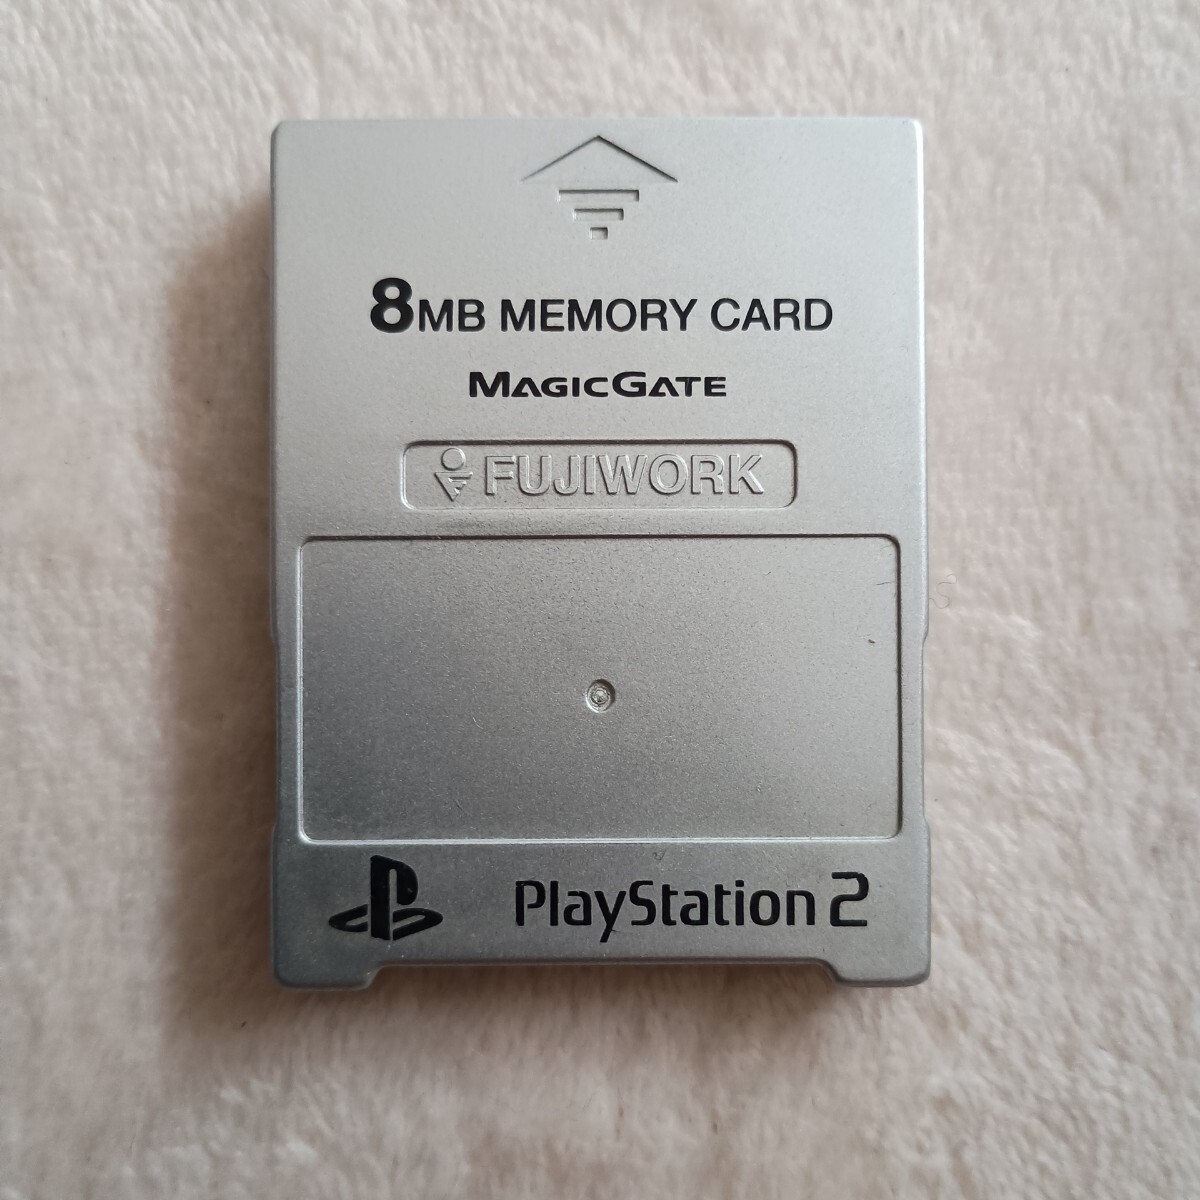 8MB MEMORY CARD
MAGICGATE
FUJIWORK
PlayStation 2